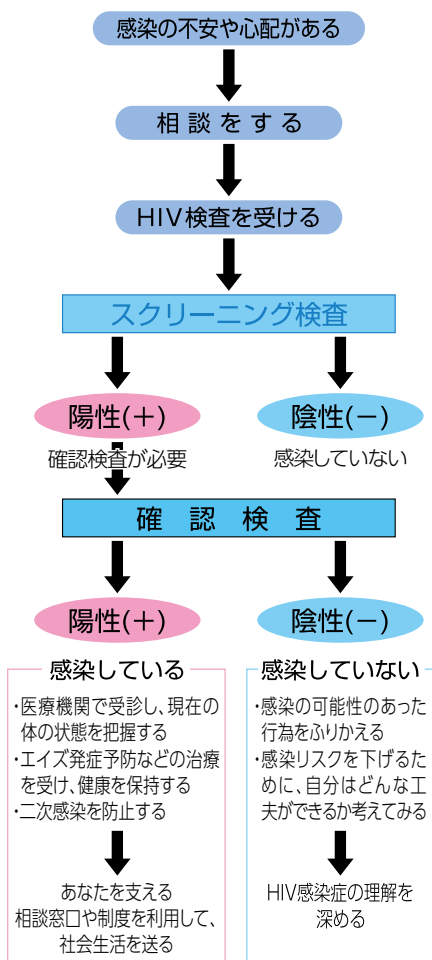 感染の不安や心配がある
相談をする
HIV検査を受ける
スクリーニング検査
陽性(＋)
陰性(－)
確認検査が必要
感染していない
確認検査
陽性(＋)
陰性(－)
感染している
・医療機関で受診し、現在の
体の状態を把握する
・エイズ発症予防などの治療
を受け、健康を保持する
・二次感染を防止する
あなたを支える
相談窓口や制度を利用して、
社会生活を送る
感染していない
・感染の可能性のあった
行為をふりかえる
・感染リスクを下げるた
めに、自分はどんな工
夫ができるか考えてみる
HIV感染症の理解を
深める